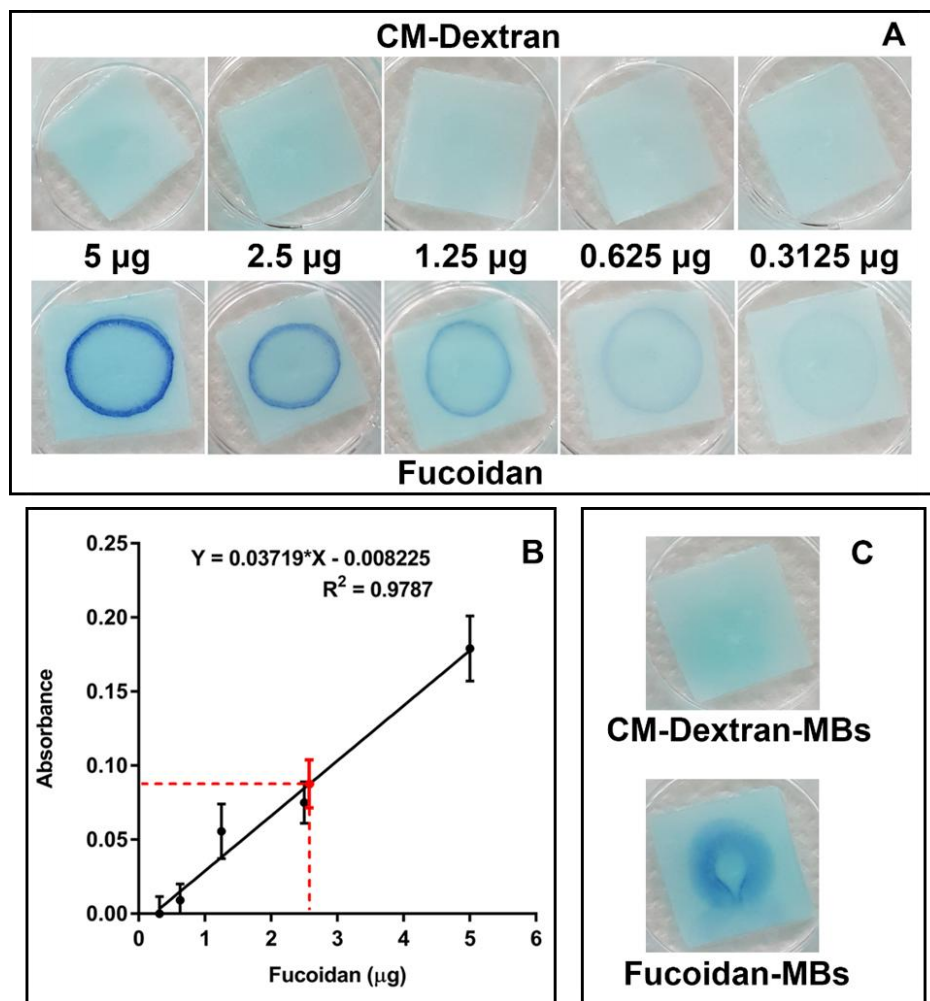 CM-Dextran
A
5 µg 2.5 µg 1.25 µg 0.625 µg 0.3125 µg
Fucoidan
B
Y = 0.03719*X - 0.008225
R² = 0.9787
0.25
0.20
0.15
0.10
0.05
0.00
Absorbance
0 1 2 3 4 5 6
Fucoidan (µg)
C
CM-Dextran-MBs
Fucoidan-MBs